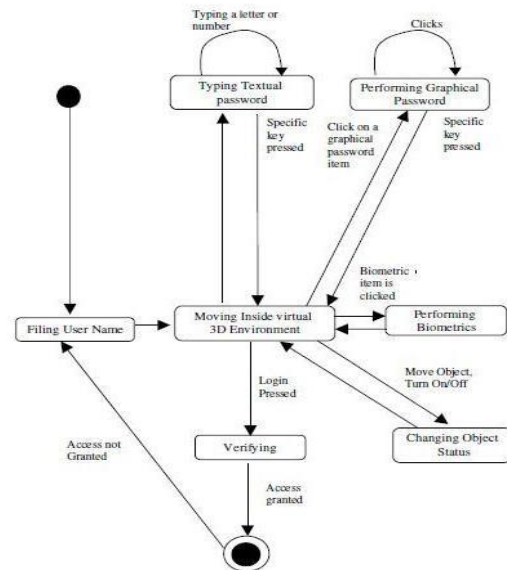 Typing a letter or
number
Clicks
Typing Textual
password
Performing Graphical
Password
Specific
key
pressed
Click on a
graphical
password
item
Specific
key
pressed
Biometric
item is
clicked
Filing User Name
Moving Inside virtual
3D Environment
Performing
Biometrics
Login
Pressed
Move Object,
Turn On/Off
Access not
Granted
Verifying
Changing Object
Status
Access
granted